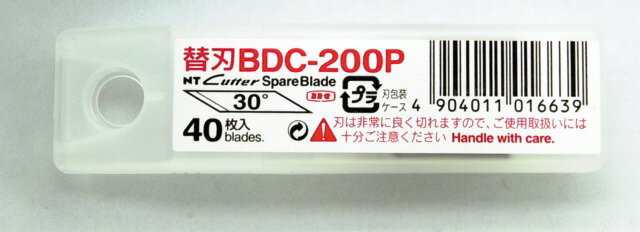 替刃BDC-200P
NT Cutter SpareBlade
30°
プラ
刃包装
ケース
40枚入
blades.
刃は非常に良く切れますので、ご使用取扱いには
十分ご注意ください Handle with care.
4 904011 016639